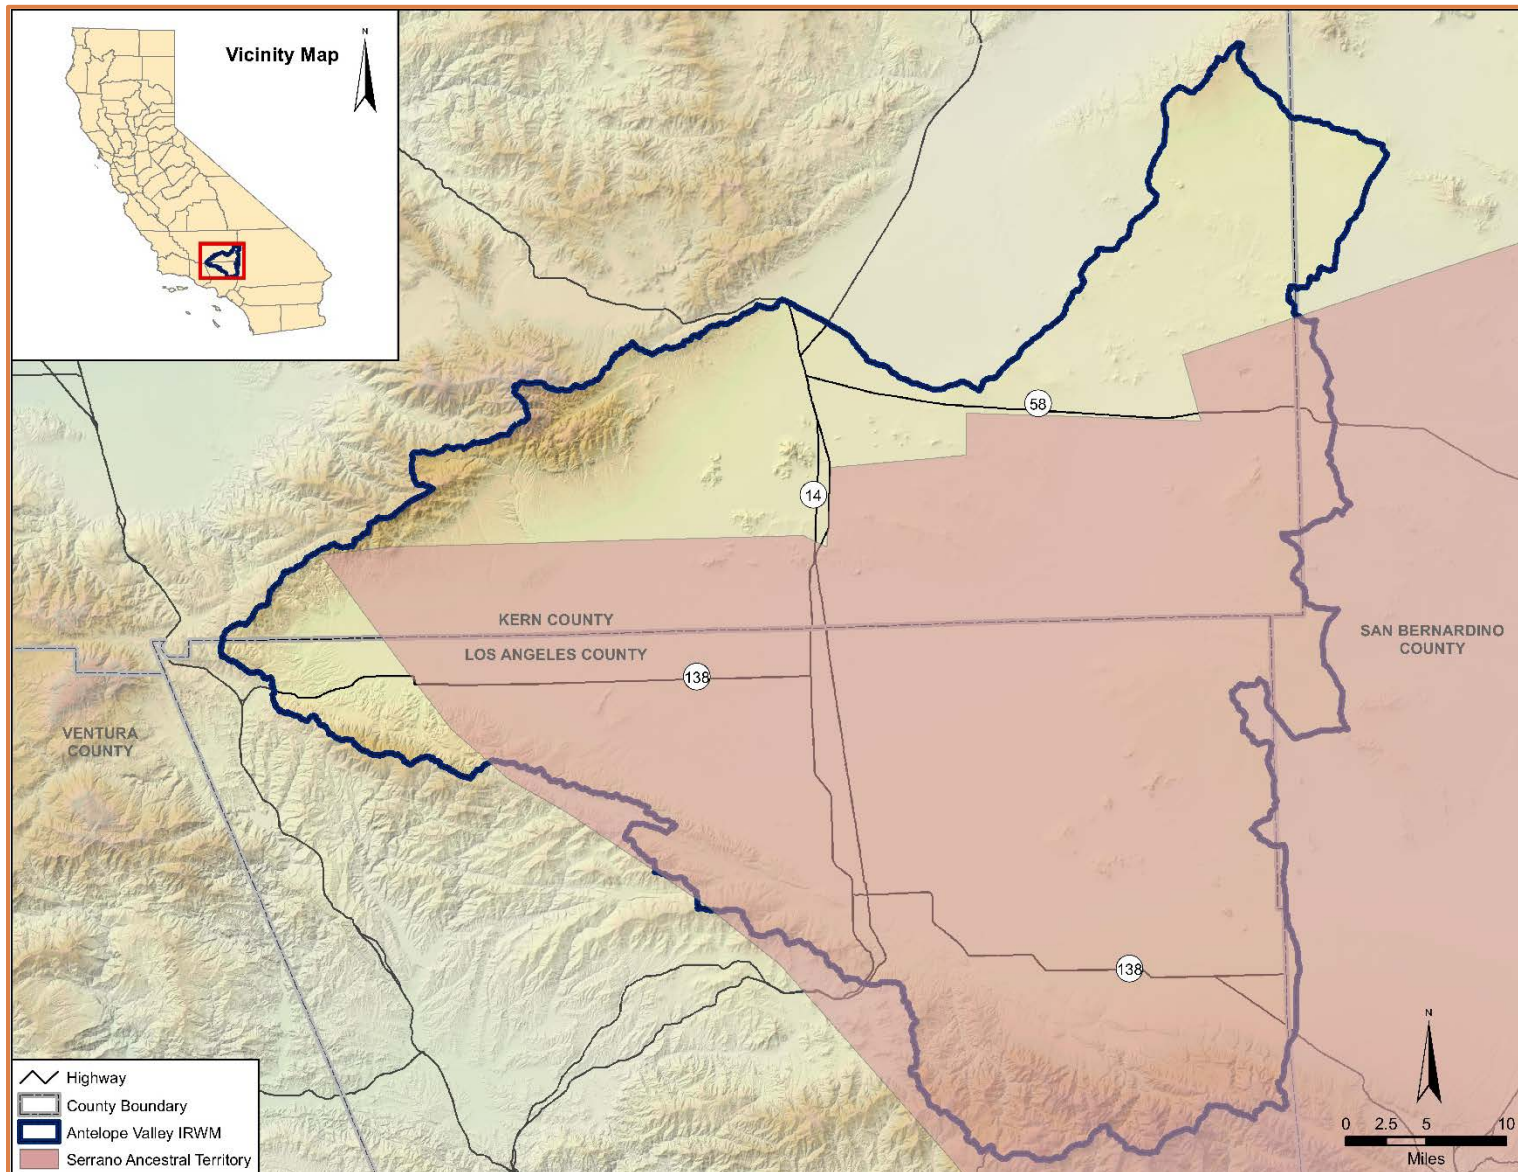 Vicinity Map
N
58
14
KERN COUNTY
LOS ANGELES COUNTY
SAN BERNARDINO
COUNTY
138
VENTURA
COUNTY
138
N
Highway
County Boundary
Antelope Valley IRWM
Serrano Ancestral Territory
0 2.5 5 10
Miles